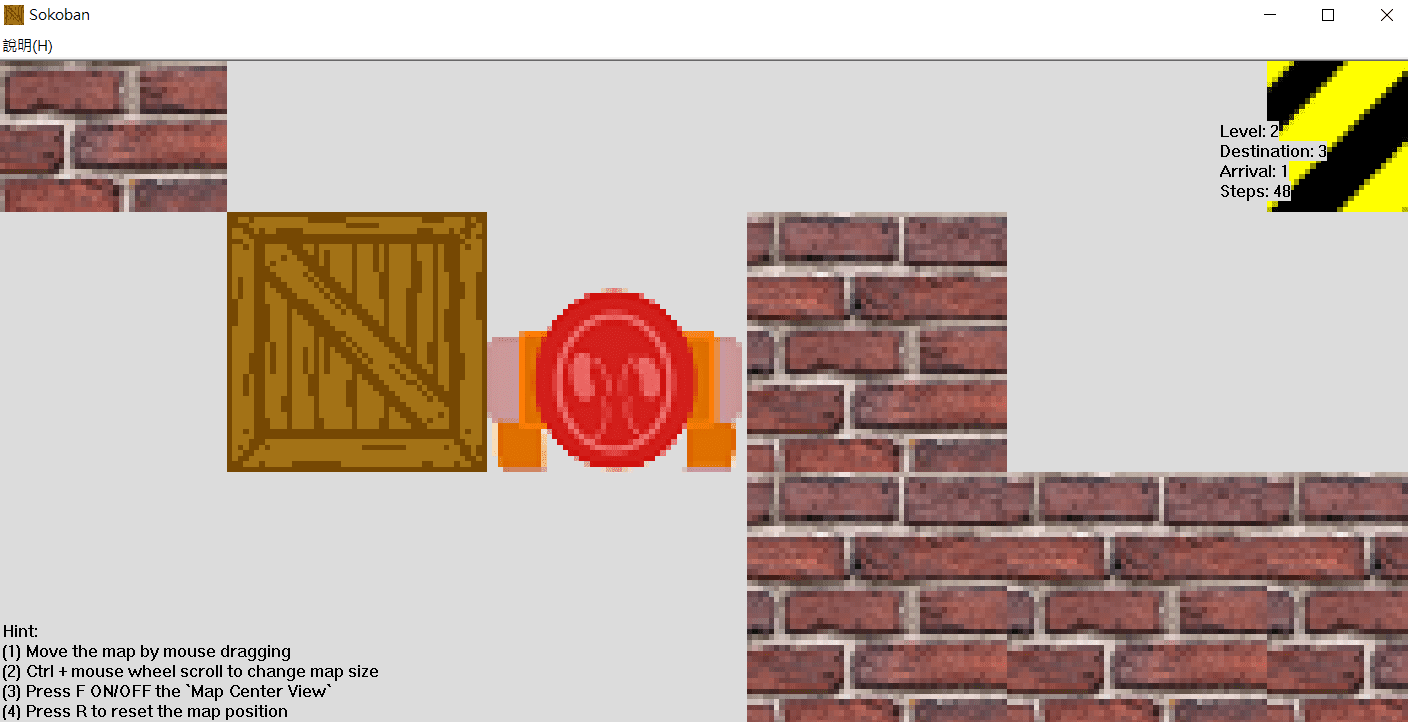 Sokoban
說明(H)
Level: 2
Destination: 3
Arrival: 1
Steps: 48
Hint:
(1) Move the map by mouse dragging
(2) Ctrl + mouse wheel scroll to change map size
(3) Press F ON/OFF the `Map Center View`
(4) Press R to reset the map position